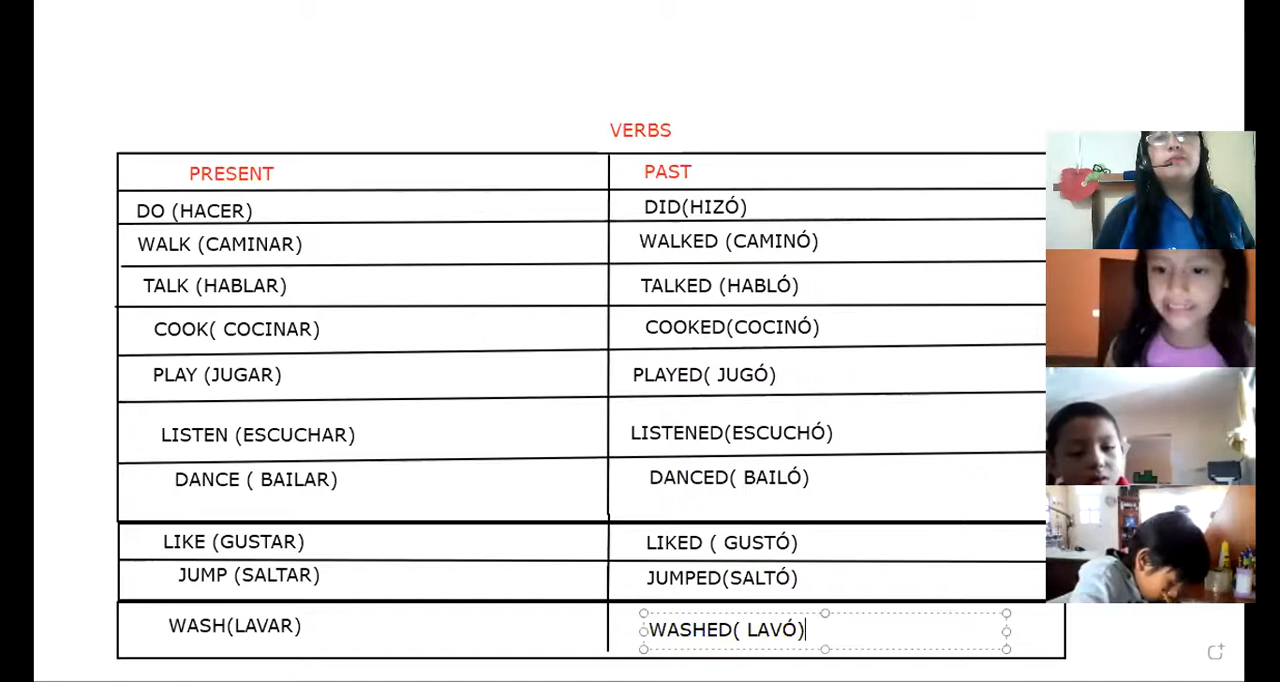 VERBS
PRESENT PAST
DO (HACER) DID(HIZÓ)
WALK (CAMINAR) WALKED (CAMINÓ)
TALK (HABLAR) TALKED (HABLÓ)
COOK( COCINAR) COOKED(COCINÓ)
PLAY (JUGAR) PLAYED( JUGÓ)
LISTEN (ESCUCHAR) LISTENED(ESCUCHÓ)
DANCE ( BAILAR) DANCED( BAILÓ)
LIKE (GUSTAR) LIKED ( GUSTÓ)
JUMP (SALTAR) JUMPED(SALTÓ)
WASH(LAVAR) WASHED( LAVÓ)